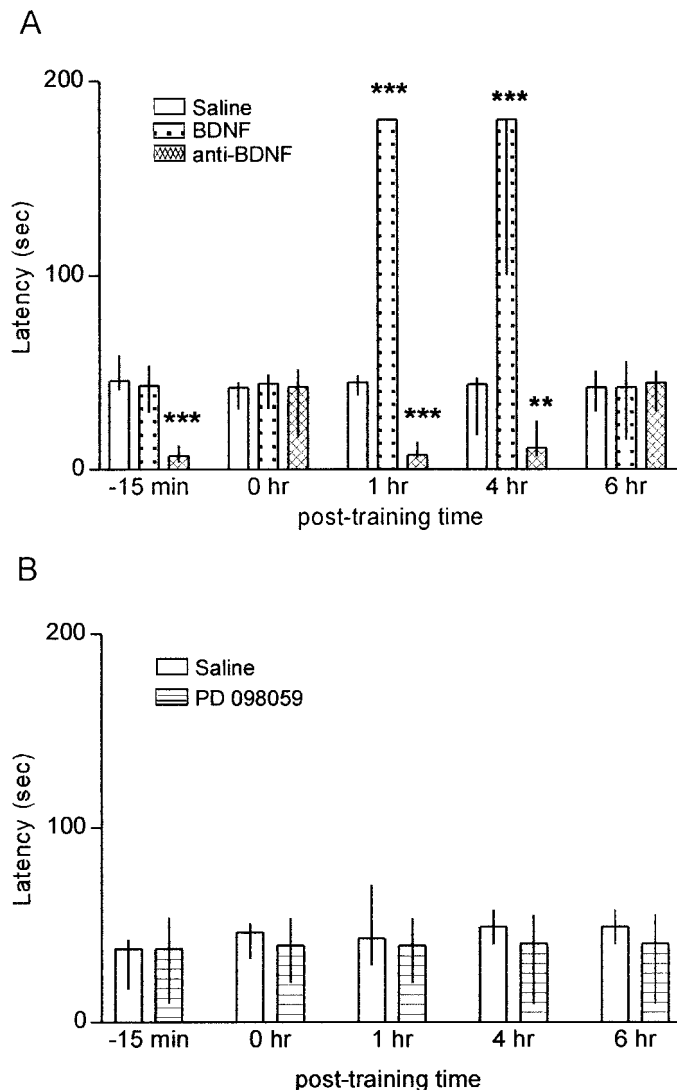 A
200
***
***
Saline
BDNF
anti-BDNF
Latency (sec)
100
***
***
**
0
-15 min 0 hr 1 hr 4 hr 6 hr
post-training time
B
200
Saline
PD 098059
Latency (sec)
100
0
-15 min 0 hr 1 hr 4 hr 6 hr
post-training time